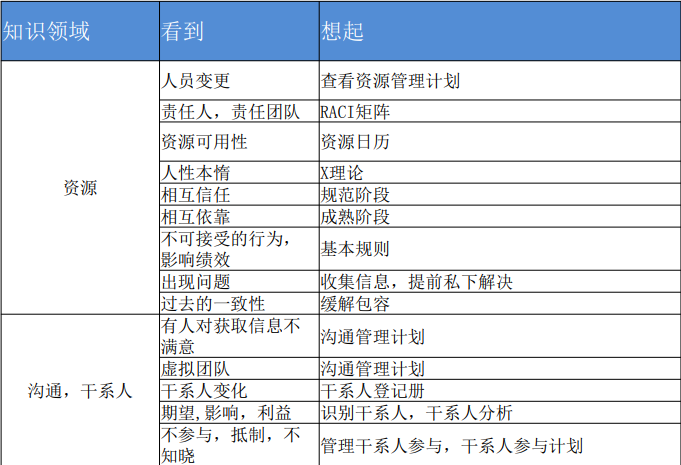 知识领域 看到 想起
资源
人员变更 查看资源管理计划
责任人，责任团队 RACI矩阵
资源可用性 资源日历
人性本惰 X理论
相互信任 规范阶段
相互依靠 成熟阶段
不可接受的行为，
影响绩效 基本规则
出现问题 收集信息，提前私下解决
过去的一致性 缓解包容
沟通，干系人
有人对获取信息不
满意 沟通管理计划
虚拟团队 沟通管理计划
干系人变化 干系人登记册
期望,影响，利益 识别干系人，干系人分析
不参与，抵制，不
知晓 管理干系人参与，干系人参与计划